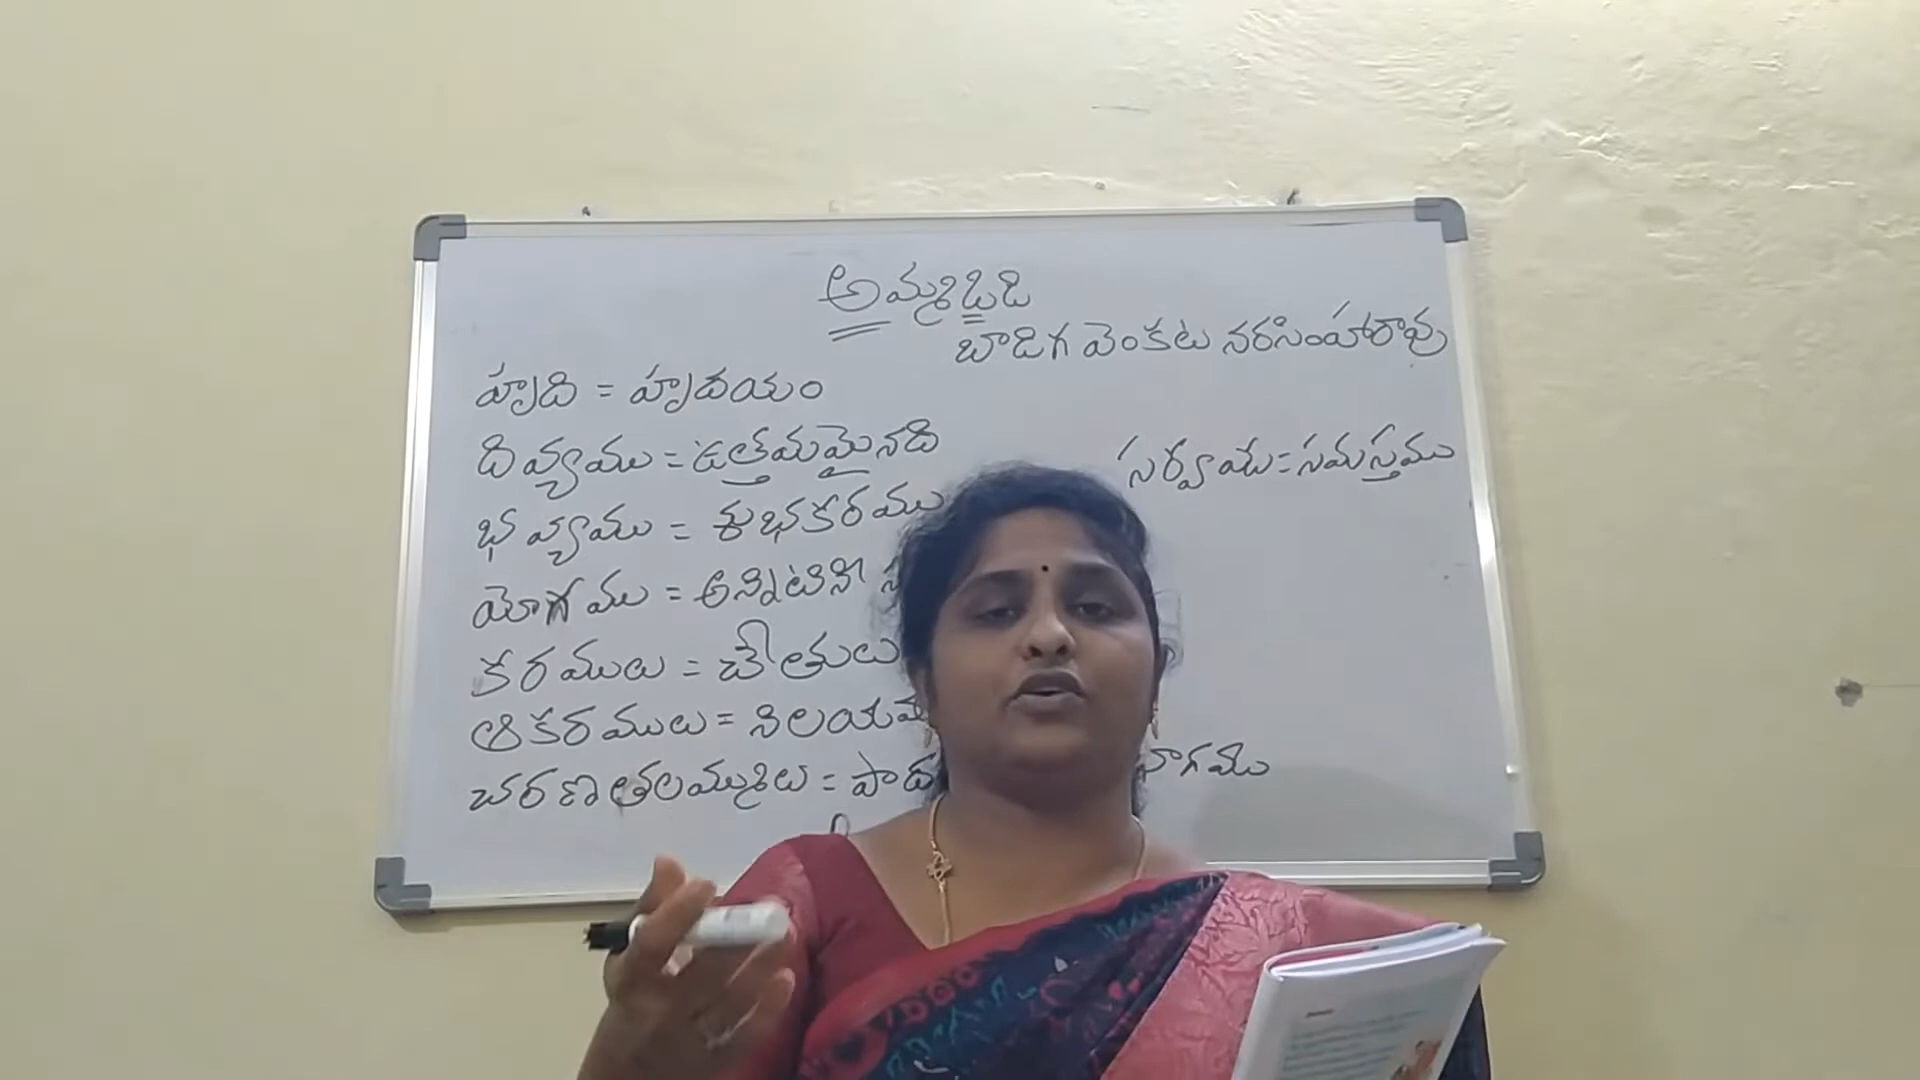 అమ్మఒడి
బాడిగ వెంకట నరసింహారావు
హృది = హృదయం
దివ్యము = ఉత్తమమైనది
సర్వము = సమస్తము
భవ్యము = శుభకరము
యోగము = అన్నిటినీ
కరములు = చేతులు
ఆకరములు = నిలయ
చరణతలమ్ములు = పాద